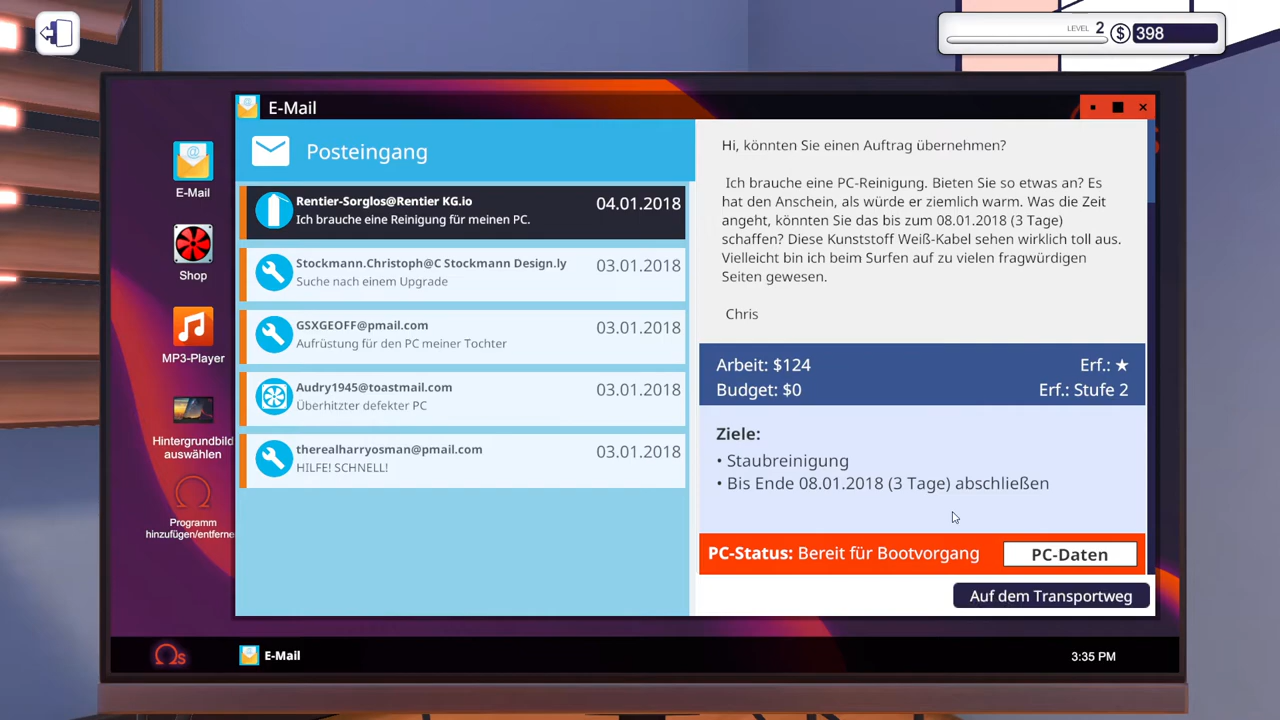 LEVEL 2 $ 398
E-Mail
Posteingang
Rentier-Sorglos@Rentier KG.io 04.01.2018
Ich brauche eine Reinigung für meinen PC.
Stockmann.Christoph@C Stockmann Design.ly 03.01.2018
Suche nach einem Upgrade
GSXGEOFF@pmail.com 03.01.2018
Aufrüstung für den PC meiner Tochter
Audry1945@toastmail.com 03.01.2018
Überhitzter defekter PC
therealharryosman@pmail.com 03.01.2018
HILFE! SCHNELL!
Hi, könnten Sie einen Auftrag übernehmen?
Ich brauche eine PC-Reinigung. Bieten Sie so etwas an? Es
hat den Anschein, als würde er ziemlich warm. Was die Zeit
angeht, könnten Sie das bis zum 08.01.2018 (3 Tage)
schaffen? Diese Kunststoff Weiß-Kabel sehen wirklich toll aus.
Vielleicht bin ich beim Surfen auf zu vielen fragwürdigen
Seiten gewesen.
Chris
Arbeit: $124 Erf.: ★
Budget: $0 Erf.: Stufe 2
Ziele:
• Staubreinigung
• Bis Ende 08.01.2018 (3 Tage) abschließen
PC-Status: Bereit für Bootvorgang PC-Daten
Auf dem Transportweg
E-Mail
Shop
MP3-Player
Hintergrundbild
auswählen
Programm
hinzufügen/entferne
Ωs E-Mail 3:35 PM